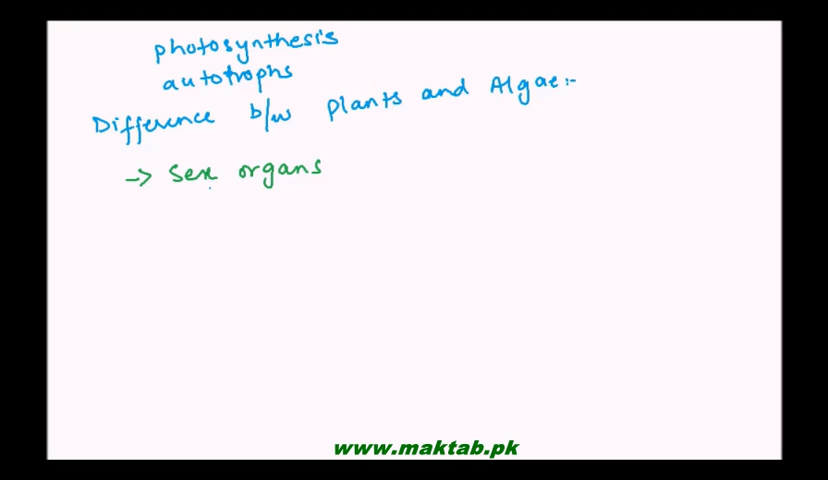 photosynthesis
autotrophs
Difference b/w plants and Algae:-
-> Sex organs
www.maktab.pk